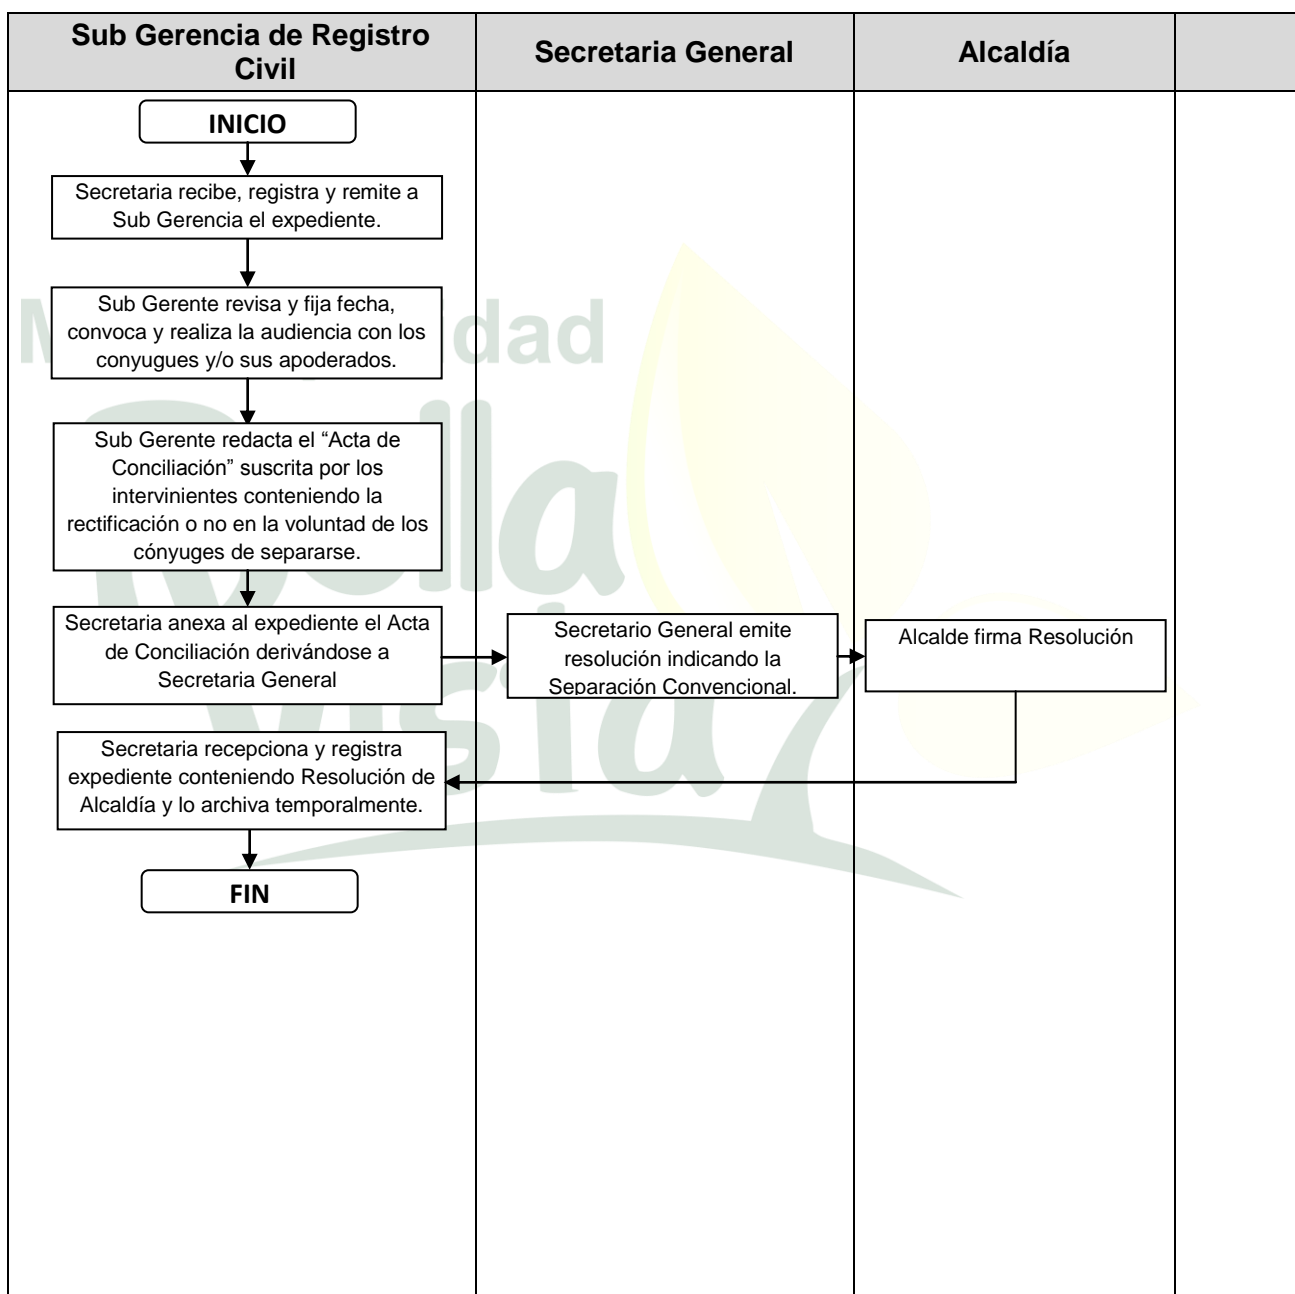 Sub Gerencia de Registro
Civil
Secretaria General
Alcaldía
INICIO
Secretaria recibe, registra y remite a
Sub Gerencia el expediente.
Sub Gerente revisa y fija fecha,
convoca y realiza la audiencia con los
conyugues y/o sus apoderados.
Sub Gerente redacta el “Acta de
Conciliación” suscrita por los
intervinientes conteniendo la
rectificación o no en la voluntad de los
cónyuges de separarse.
Secretaria anexa al expediente el Acta
de Conciliación derivándose a
Secretaria General
Secretario General emite
resolución indicando la
Separación Convencional.
Alcalde firma Resolución
Secretaria recepciona y registra
expediente conteniendo Resolución de
Alcaldía y lo archiva temporalmente.
FIN